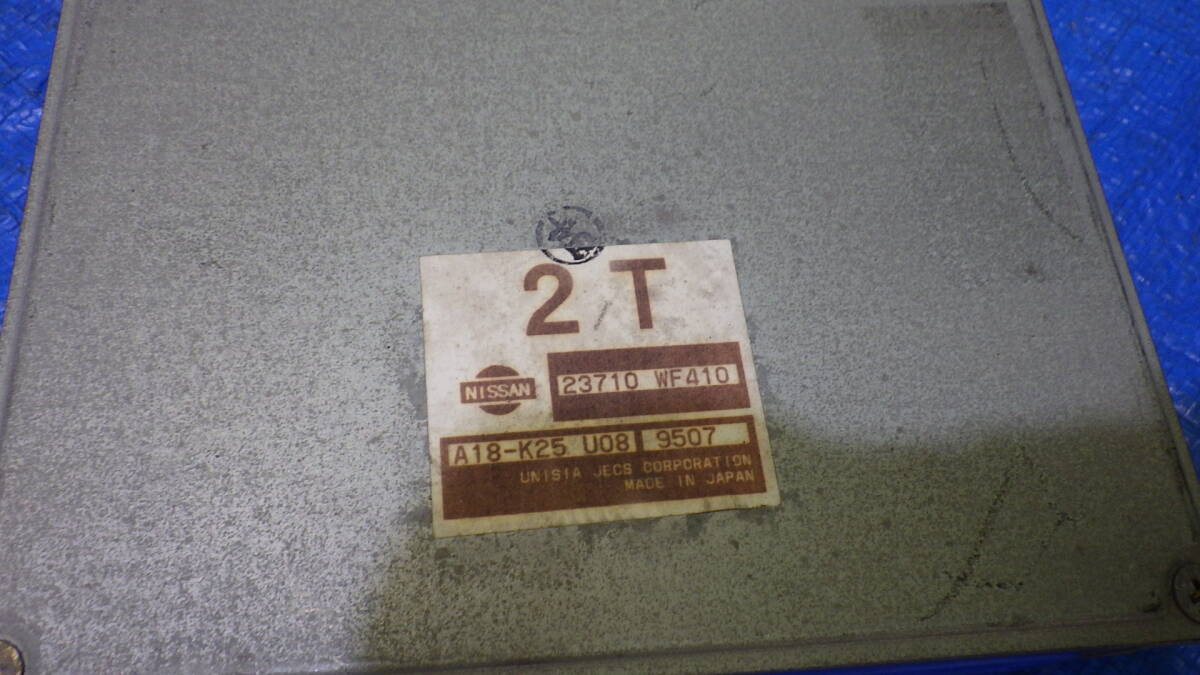 2 T
NISSAN 23710 WF410
A18-K25 U08 9507
UNISIA JECS CORPORATION
MADE IN JAPAN